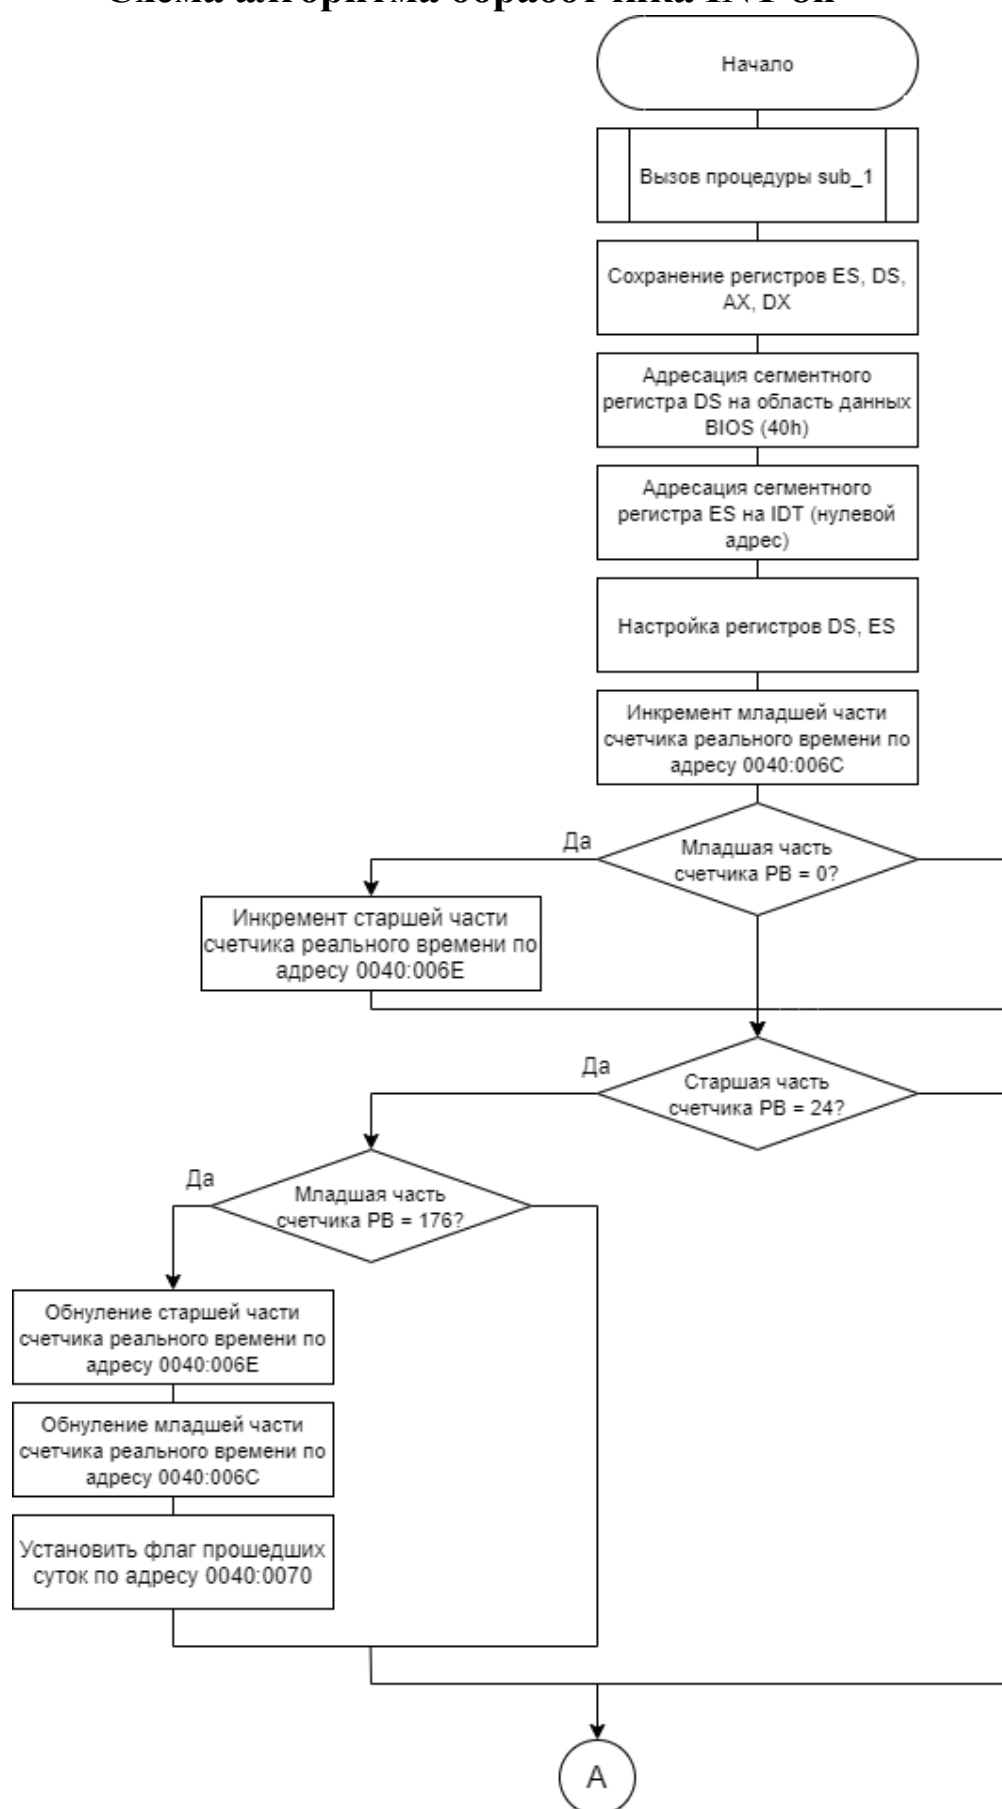 Схема алгоритма обработчика INT 8h
Начало
Вызов процедуры sub_1
Сохранение регистров ES, DS,
AX, DX
Адресация сегментного
регистра DS на область данных
BIOS (40h)
Адресация сегментного
регистра ES на IDT (нулевой
адрес)
Настройка регистров DS, ES
Инкремент младшей части
счетчика реального времени по
адресу 0040:006C
Да
Младшая часть
счетчика РВ = 0?
Инкремент старшей части
счетчика реального времени по
адресу 0040:006E
Да
Старшая часть
счетчика РВ = 24?
Да
Младшая часть
счетчика РВ = 176?
Обнуление старшей части
счетчика реального времени по
адресу 0040:006E
Обнуление младшей части
счетчика реального времени по
адресу 0040:006C
Установить флаг прошедших
суток по адресу 0040:0070
A